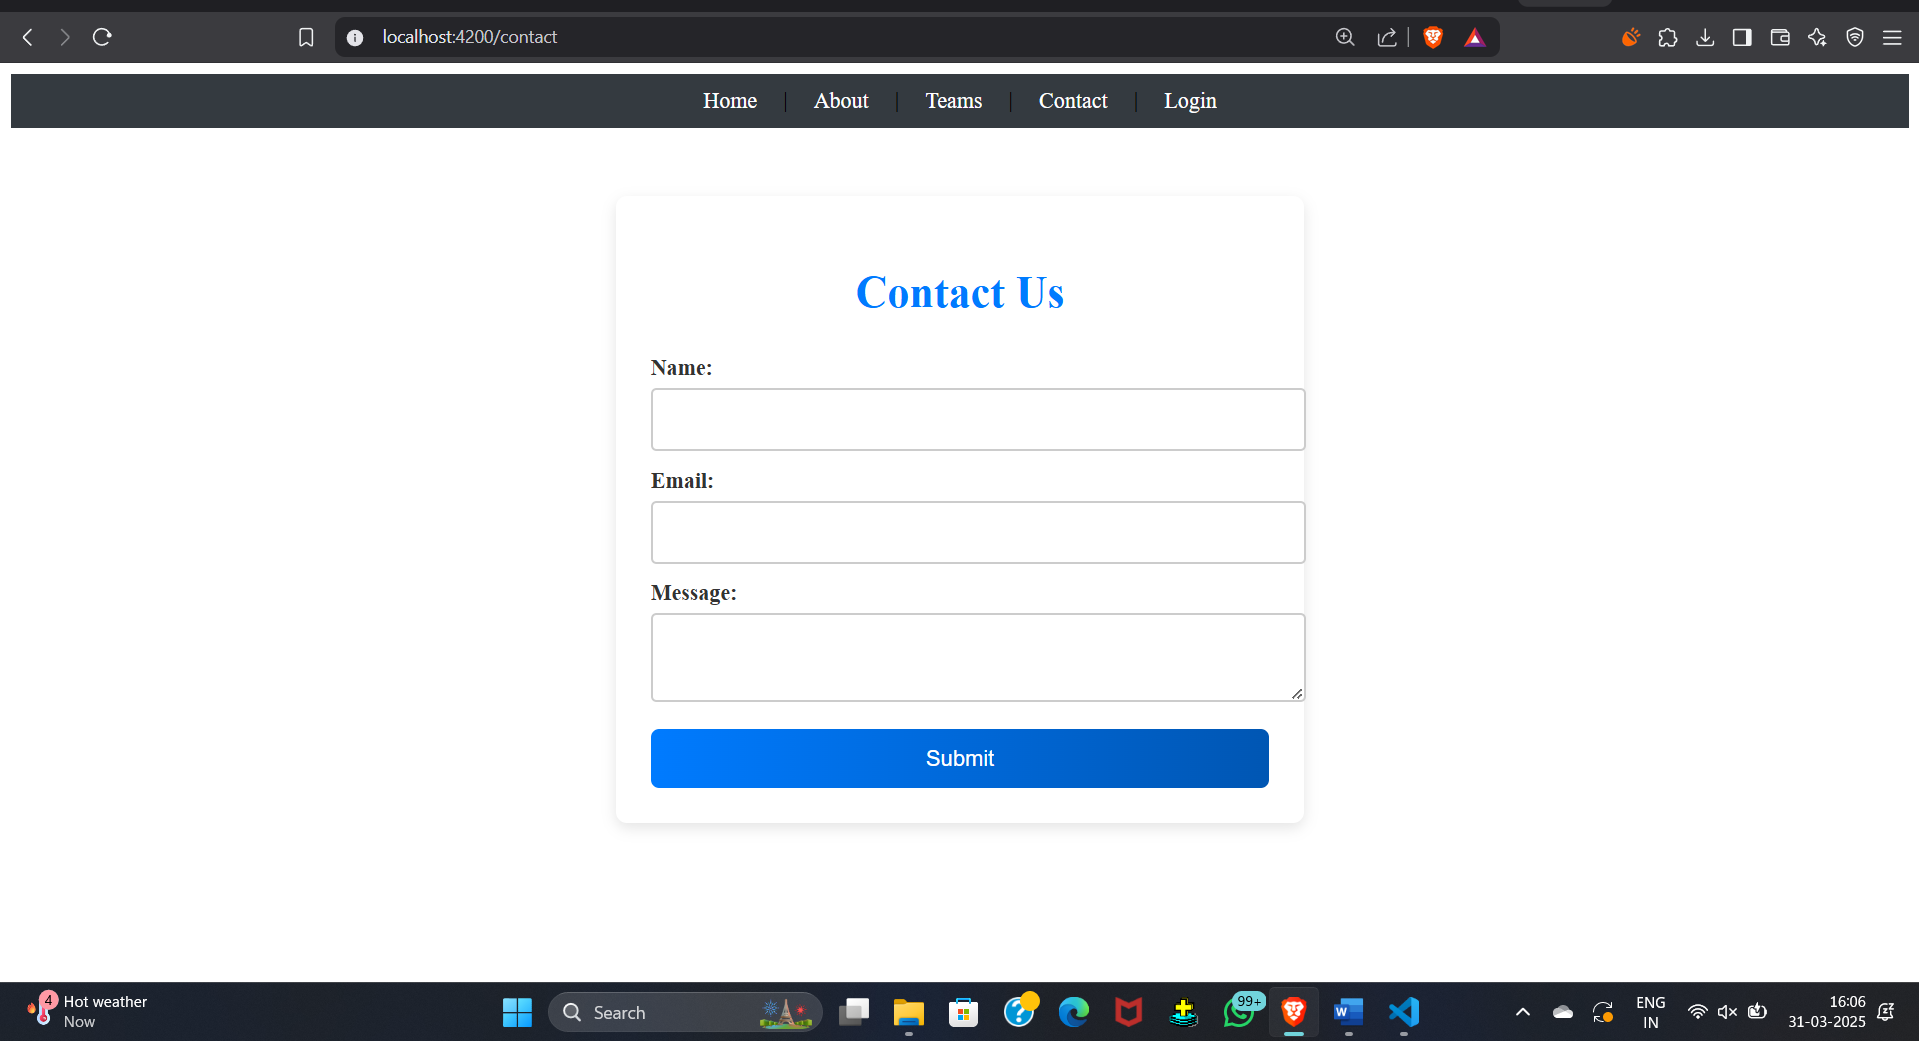 localhost:4200/contact
Home | About | Teams | Contact | Login
Contact Us
Name:
Email:
Message:
Submit
4
Hot weather
Now
Search
99+
W
ENG
IN
16:06
31-03-2025